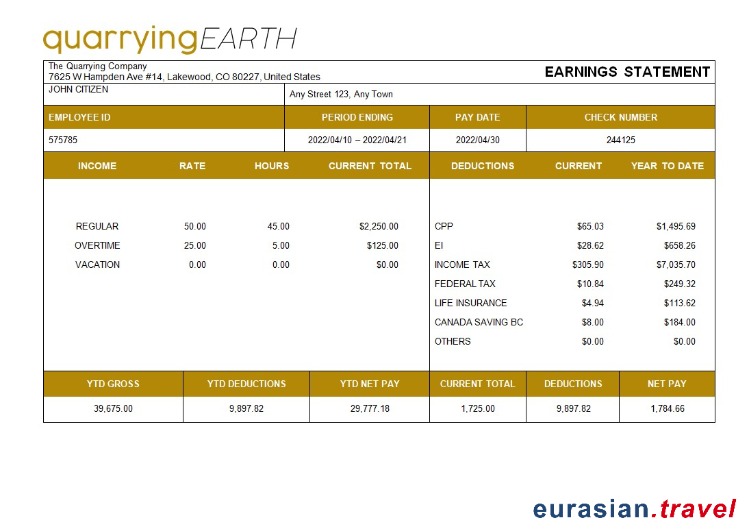 quarryingEARTH
The Quarrying Company
7625 W Hampden Ave #14, Lakewood, CO 80227, United States
EARNINGS STATEMENT
JOHN CITIZEN Any Street 123, Any Town
EMPLOYEE ID PERIOD ENDING PAY DATE CHECK NUMBER
575785 2022/04/10 – 2022/04/21 2022/04/30 244125
INCOME RATE HOURS CURRENT TOTAL DEDUCTIONS CURRENT YEAR TO DATE
REGULAR 50.00 45.00 $2,250.00 CPP $65.03 $1,495.69
OVERTIME 25.00 5.00 $125.00 EI $28.62 $658.26
VACATION 0.00 0.00 $0.00 INCOME TAX $305.90 $7,035.70
FEDERAL TAX $10.84 $249.32
LIFE INSURANCE $4.94 $113.62
CANADA SAVING BC $8.00 $184.00
OTHERS $0.00 $0.00
YTD GROSS YTD DEDUCTIONS YTD NET PAY CURRENT TOTAL DEDUCTIONS NET PAY
39,675.00 9,897.82 29,777.18 1,725.00 9,897.82 1,784.66
eurasian.travel